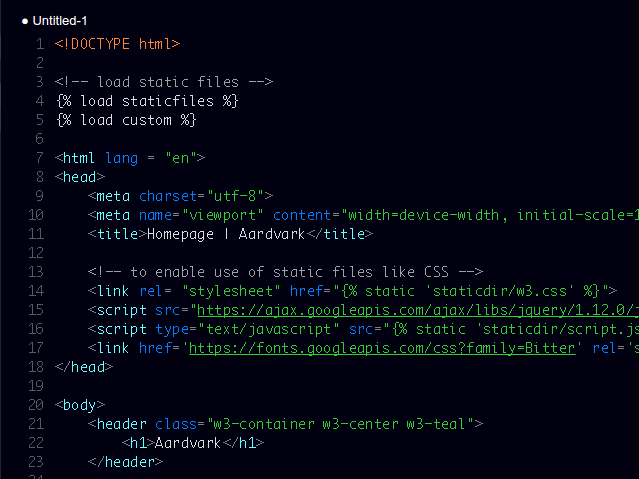 ● Untitled-1
1 <!DOCTYPE html>
2
3 <!-- load static files -->
4 {% load staticfiles %}
5 {% load custom %}
6
7 <html lang = "en">
8 <head>
9 <meta charset="utf-8">
10 <meta name="viewport" content="width=device-width, initial-scale=1
11 <title>Homepage | Aardvark</title>
12
13 <!-- to enable use of static files like CSS -->
14 <link rel= "stylesheet" href="{% static 'staticdir/w3.css' %}">
15 <script src="https://ajax.googleapis.com/ajax/libs/jquery/1.12.0/j
16 <script type="text/javascript" src="{% static 'staticdir/script.js
17 <link href='https://fonts.googleapis.com/css?family=Bitter' rel='s
18 </head>
19
20 <body>
21 <header class="w3-container w3-center w3-teal">
22 <h1>Aardvark</h1>
23 </header>